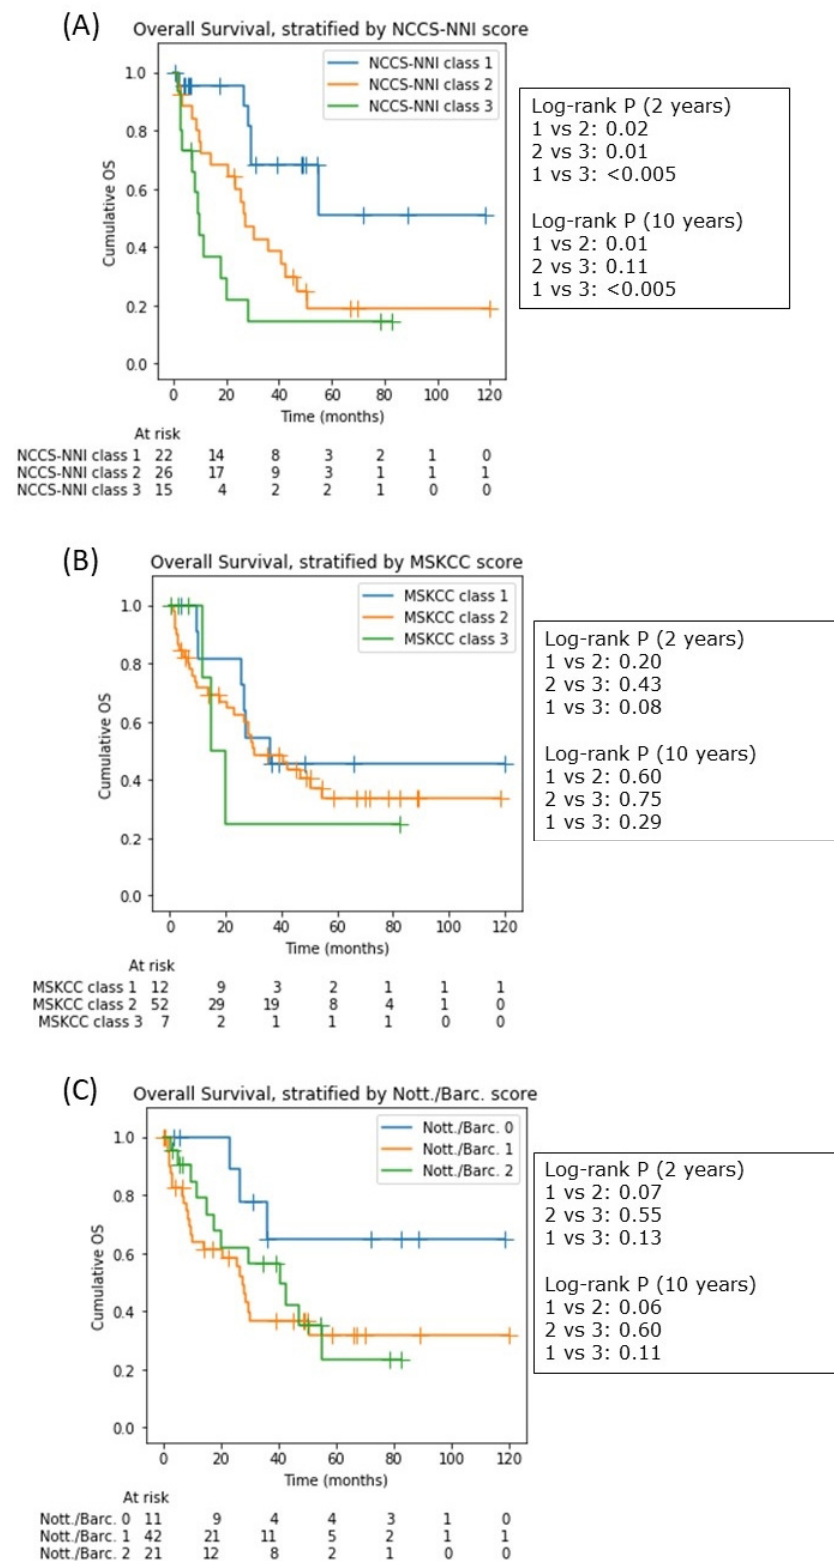 (A)
Overall Survival, stratified by NCCS-NNI score
NCCS-NNI class 1
NCCS-NNI class 2
NCCS-NNI class 3
1.0
0.8
0.6
0.4
0.2
0.0
Cumulative OS
0 20 40 60 80 100 120
Time (months)
Log-rank P (2 years)
1 vs 2: 0.02
2 vs 3: 0.01
1 vs 3: <0.005
Log-rank P (10 years)
1 vs 2: 0.01
2 vs 3: 0.11
1 vs 3: <0.005
At risk
NCCS-NNI class 1 22 14 8 3 2 1 0
NCCS-NNI class 2 26 17 9 3 1 1 1
NCCS-NNI class 3 15 4 2 2 1 0 0
(B)
Overall Survival, stratified by MSKCC score
MSKCC class 1
MSKCC class 2
MSKCC class 3
1.0
0.8
0.6
0.4
0.2
0.0
Cumulative OS
0 20 40 60 80 100 120
Time (months)
Log-rank P (2 years)
1 vs 2: 0.20
2 vs 3: 0.43
1 vs 3: 0.08
Log-rank P (10 years)
1 vs 2: 0.60
2 vs 3: 0.75
1 vs 3: 0.29
At risk
MSKCC class 1 12 9 3 2 1 1 1
MSKCC class 2 52 29 19 8 4 1 0
MSKCC class 3 7 2 1 1 1 0 0
(C)
Overall Survival, stratified by Nott./Barc. score
Nott./Barc. 0
Nott./Barc. 1
Nott./Barc. 2
1.0
0.8
0.6
0.4
0.2
0.0
Cumulative OS
0 20 40 60 80 100 120
Time (months)
Log-rank P (2 years)
1 vs 2: 0.07
2 vs 3: 0.55
1 vs 3: 0.13
Log-rank P (10 years)
1 vs 2: 0.06
2 vs 3: 0.60
1 vs 3: 0.11
At risk
Nott./Barc. 0 11 9 4 4 3 1 0
Nott./Barc. 1 42 21 11 5 2 1 1
Nott./Barc. 2 21 12 8 2 1 0 0